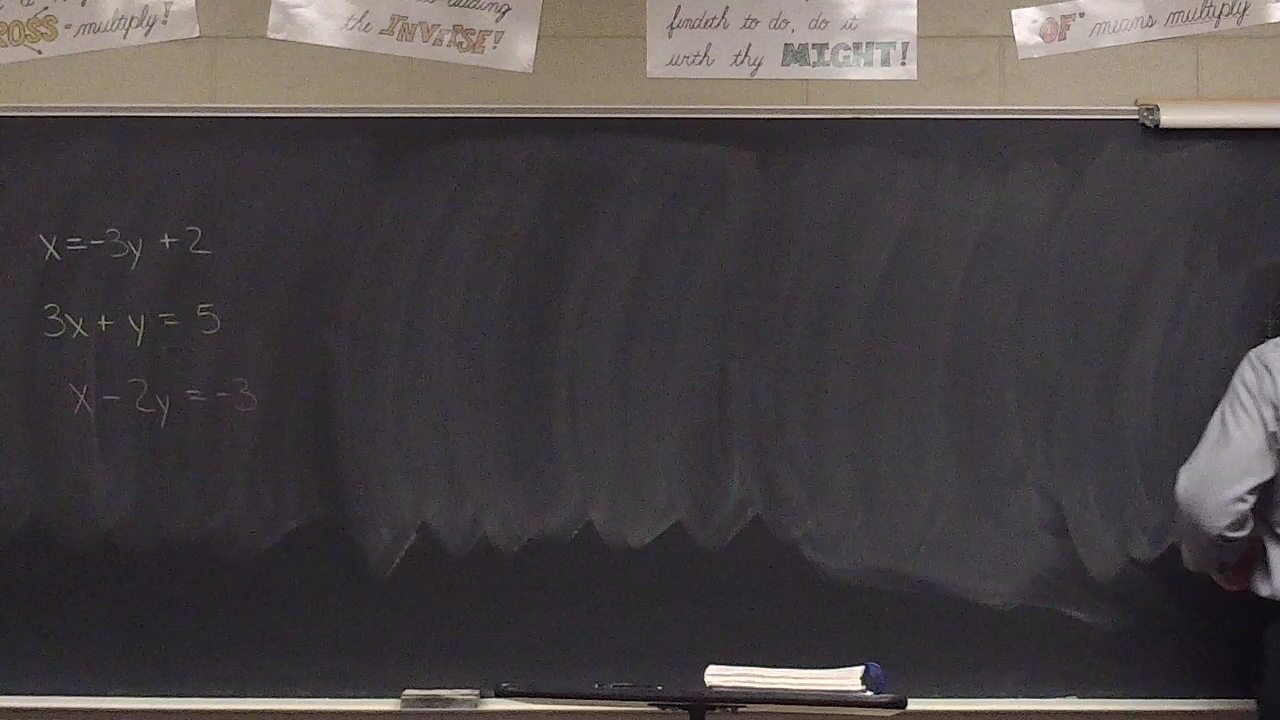 OSS-multiply!
the INVERSE!
findeth to do, do it
with thy MIGHT!
"OF" means multiply
x=-3y+2
3x+y=5
x-2y=-3